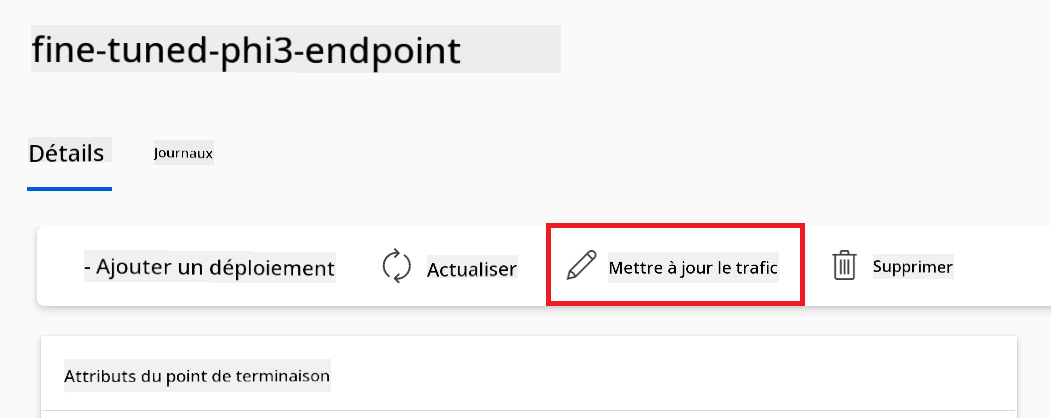 fine-tuned-phi3-endpoint
Détails
Journaux
- Ajouter un déploiement
Actualiser
Mettre à jour le trafic
Supprimer
Attributs du point de terminaison